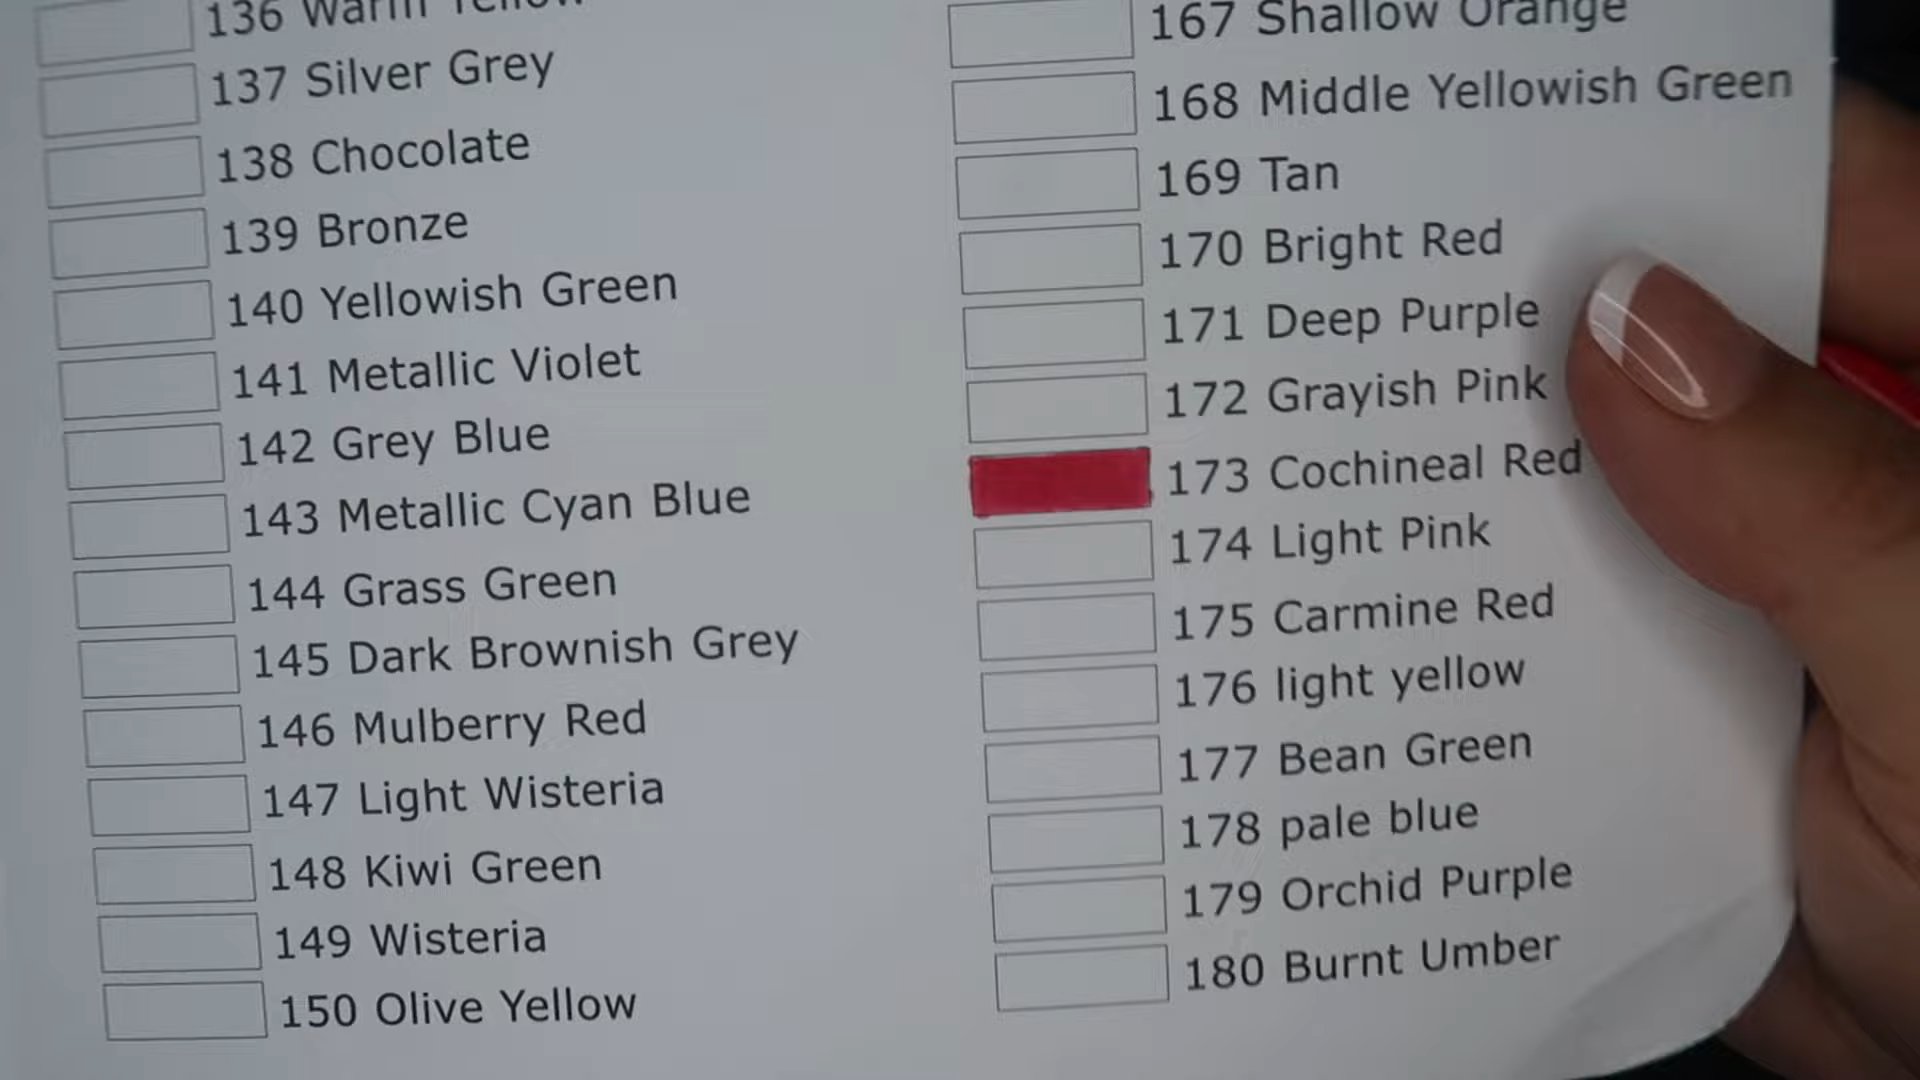 136 Warm Yellow
137 Silver Grey
138 Chocolate
139 Bronze
140 Yellowish Green
141 Metallic Violet
142 Grey Blue
143 Metallic Cyan Blue
144 Grass Green
145 Dark Brownish Grey
146 Mulberry Red
147 Light Wisteria
148 Kiwi Green
149 Wisteria
150 Olive Yellow
167 Shallow Orange
168 Middle Yellowish Green
169 Tan
170 Bright Red
171 Deep Purple
172 Grayish Pink
173 Cochineal Red
174 Light Pink
175 Carmine Red
176 light yellow
177 Bean Green
178 pale blue
179 Orchid Purple
180 Burnt Umber